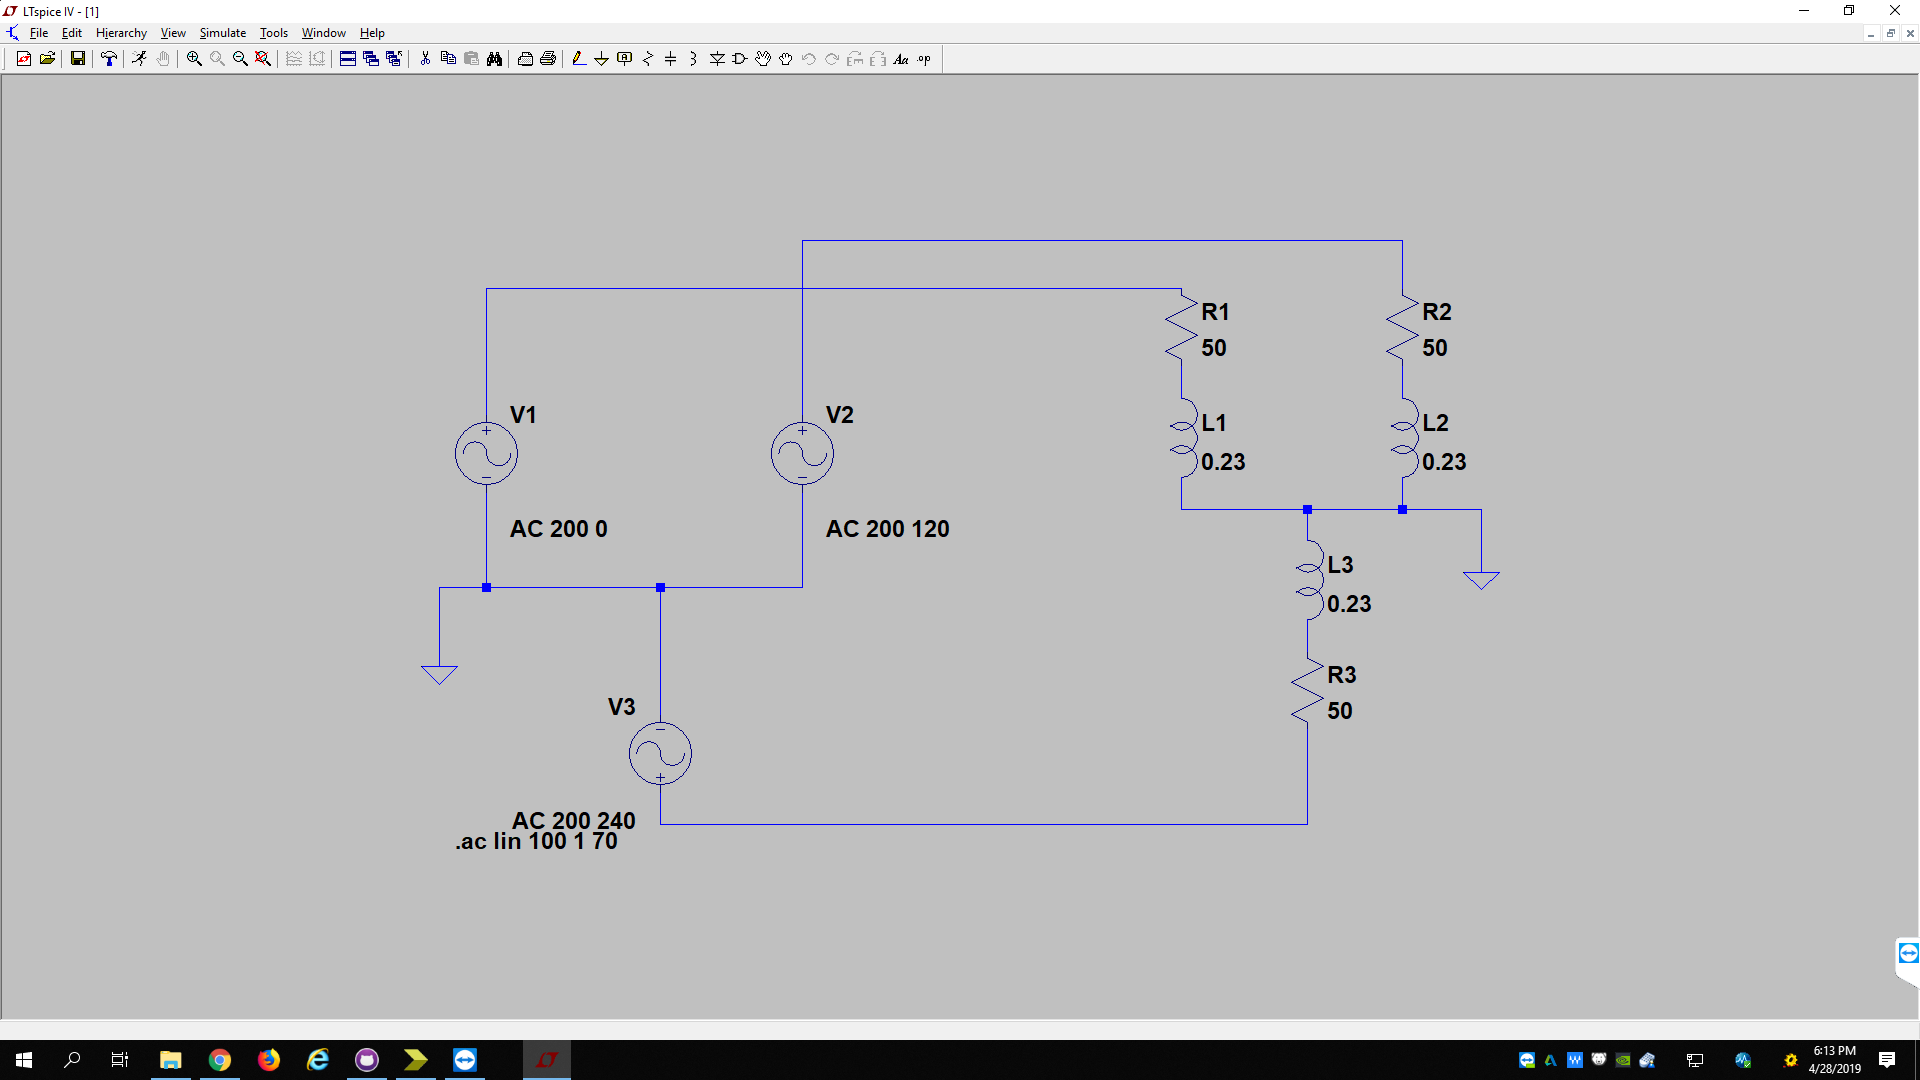 LTspice IV - [1]
File Edit Hierarchy View Simulate Tools Window Help
Aa .op
R1
50
R2
50
V1
V2
L1
0.23
L2
0.23
AC 200 0
AC 200 120
L3
0.23
R3
50
V3
AC 200 240
.ac lin 100 1 70
6:13 PM
4/28/2019